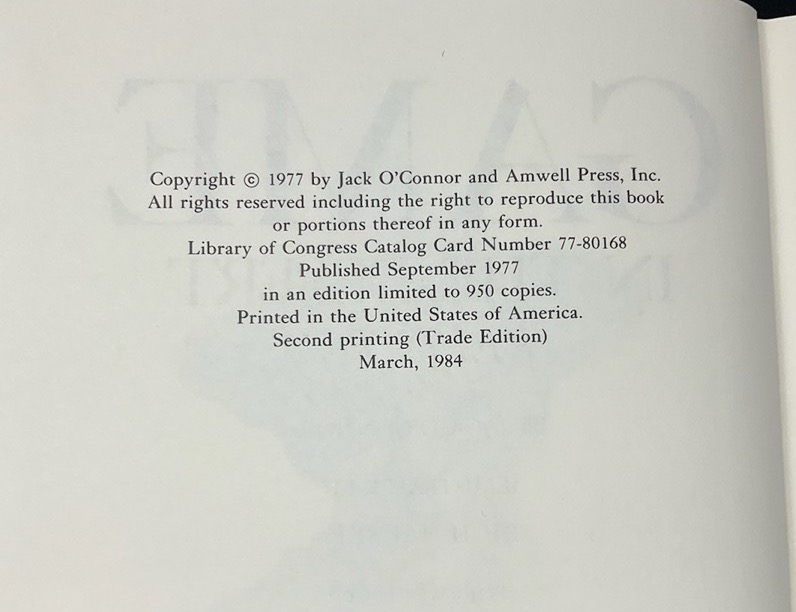 Copyright © 1977 by Jack O'Connor and Amwell Press, Inc.
All rights reserved including the right to reproduce this book
or portions thereof in any form.
Library of Congress Catalog Card Number 77-80168
Published September 1977
in an edition limited to 950 copies.
Printed in the United States of America.
Second printing (Trade Edition)
March, 1984